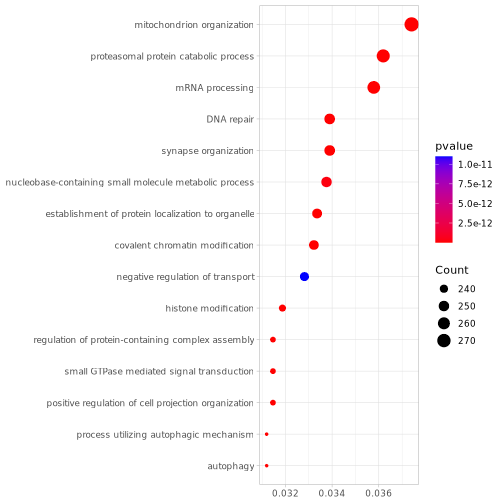 mitochondrion organization
proteasomal protein catabolic process
mRNA processing
DNA repair
synapse organization
nucleobase-containing small molecule metabolic process
establishment of protein localization to organelle
covalent chromatin modification
negative regulation of transport
histone modification
regulation of protein-containing complex assembly
small GTPase mediated signal transduction
positive regulation of cell projection organization
process utilizing autophagic mechanism
autophagy
0.032 0.034 0.036
pvalue
1.0e-11
7.5e-12
5.0e-12
2.5e-12
Count
240
250
260
270